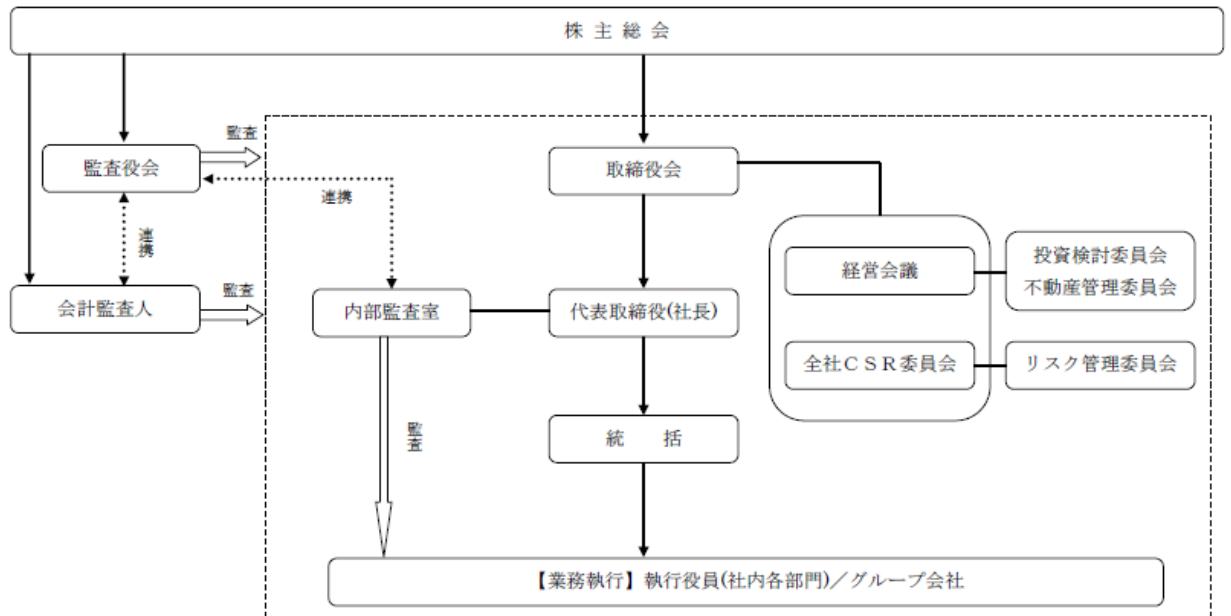 株 主 総 会
監査
監査役会
取締役会
連携
連携
経営会議
投資検討委員会
不動産管理委員会
会計監査人
監査
内部監査室
代表取締役(社長)
全社CSR委員会
リスク管理委員会
監査
統　　括
【業務執行】執行役員(社内各部門)／グループ会社